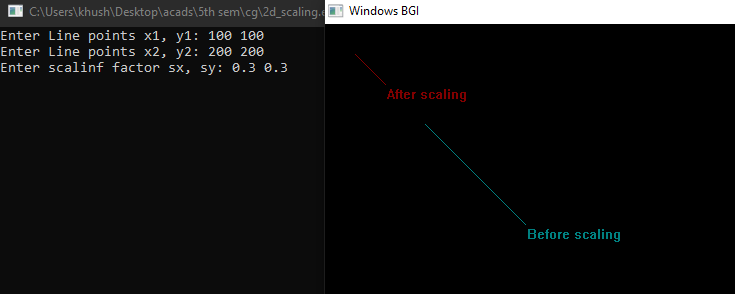 C:\Users\khush\Desktop\acads\5th sem\cg\2d_scaling.e
Enter Line points x1, y1: 100 100
Enter Line points x2, y2: 200 200
Enter scalinf factor sx, sy: 0.3 0.3
Windows BGI
After scaling
Before scaling